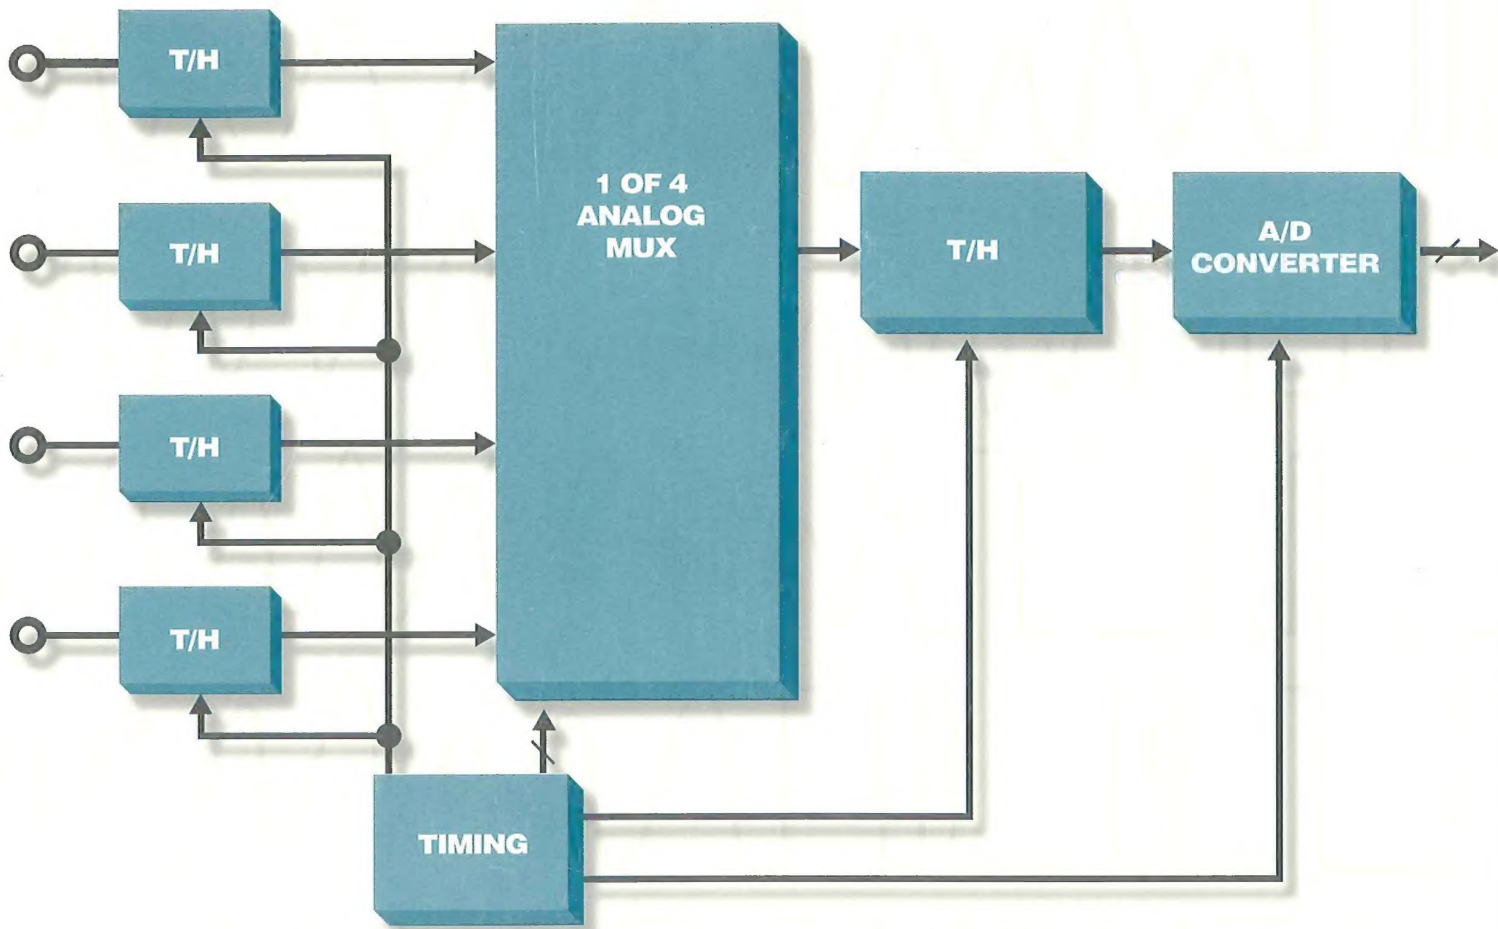 T/H
T/H
T/H
T/H
1 OF 4
ANALOG
MUX
T/H
A/D
CONVERTER
TIMING